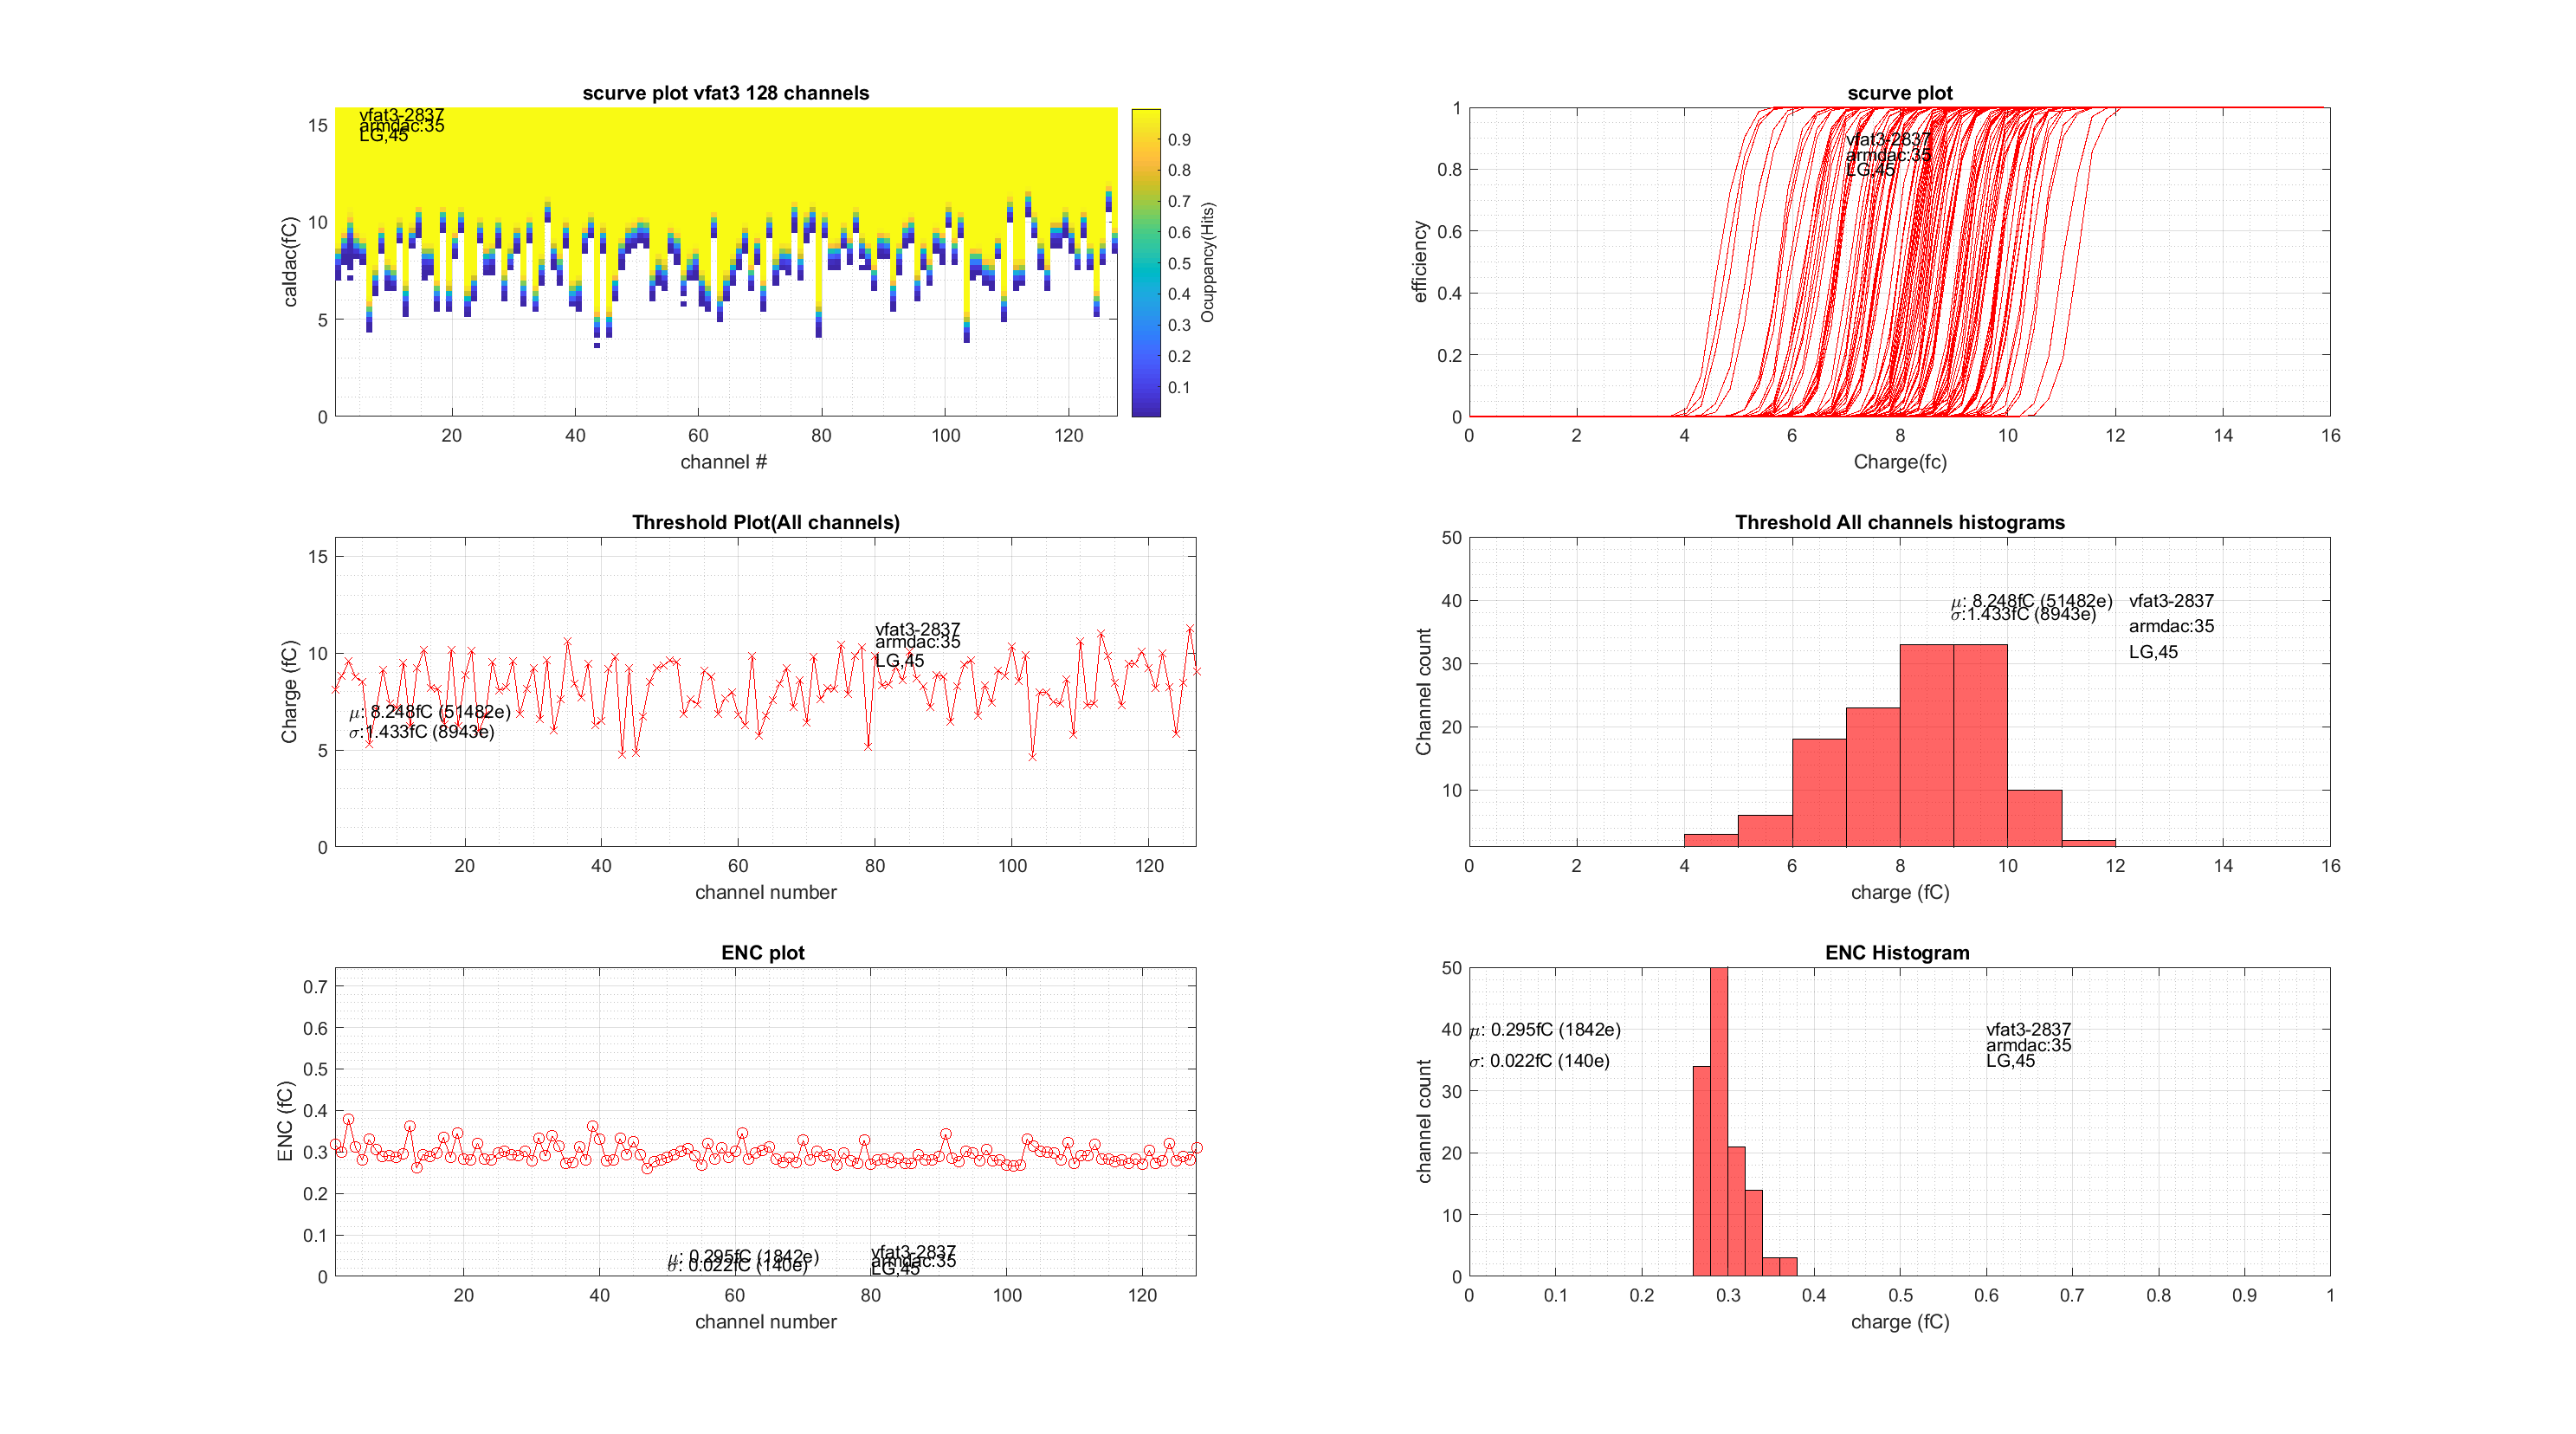 scurve plot vfat3 128 channels
vfat3-2837
armdac:35
LG,45
caldac(fC)
15
10
5
0
20
40
60
80
100
120
channel #
0.9
0.8
0.7
0.6
0.5
0.4
0.3
0.2
0.1
Ocuppancy(Hits)
scurve plot
vfat3-2837
armdac:35
LG,45
efficiency
1
0.8
0.6
0.4
0.2
0
0
2
4
6
8
10
12
14
16
Charge(fc)
Threshold Plot(All channels)
vfat3-2837
armdac:35
LG,45
μ: 8.248fC (51482e)
σ:1.433fC (8943e)
Charge (fC)
15
10
5
0
20
40
60
80
100
120
channel number
Threshold All channels histograms
μ: 8.248fC (51482e)
σ:1.433fC (8943e)
vfat3-2837
armdac:35
LG,45
Channel count
50
40
30
20
10
0
2
4
6
8
10
12
14
16
charge (fC)
ENC plot
ENC (fC)
0.7
0.6
0.5
0.4
0.3
0.2
0.1
0
μ: 0.295fC (1842e)
σ: 0.022fC (140e)
vfat3-2837
armdac:35
LG,45
20
40
60
80
100
120
channel number
ENC Histogram
μ: 0.295fC (1842e)
σ: 0.022fC (140e)
vfat3-2837
armdac:35
LG,45
channel count
50
40
30
20
10
0
0
0.1
0.2
0.3
0.4
0.5
0.6
0.7
0.8
0.9
1
charge (fC)